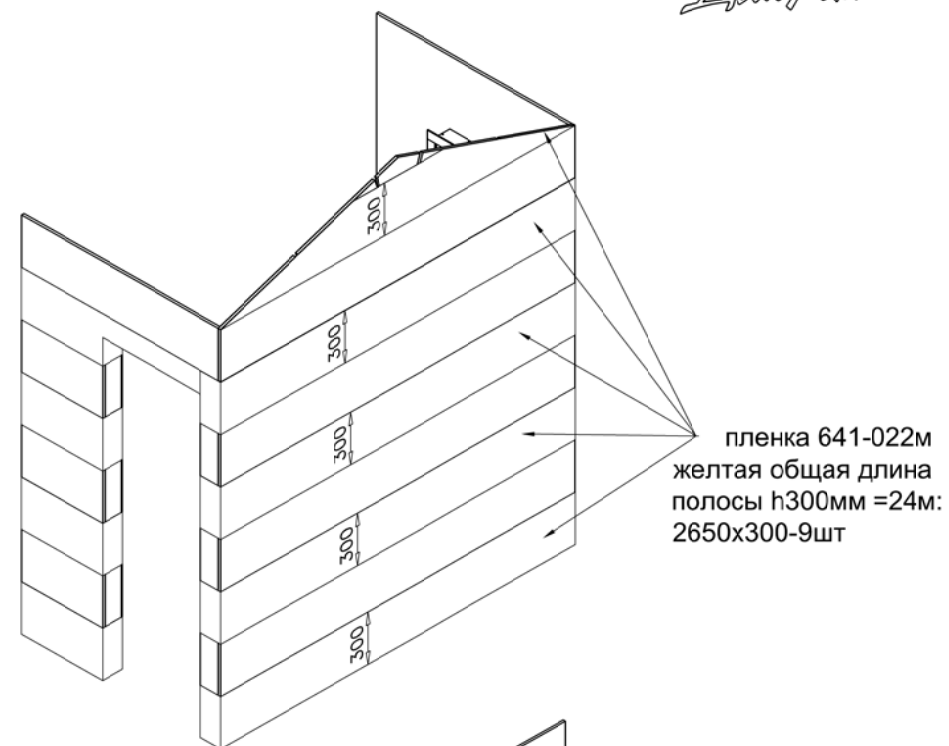 300
300
300
300
300
пленка 641-022м
желтая общая длина
полосы h300мм =24м:
2650х300-9шт